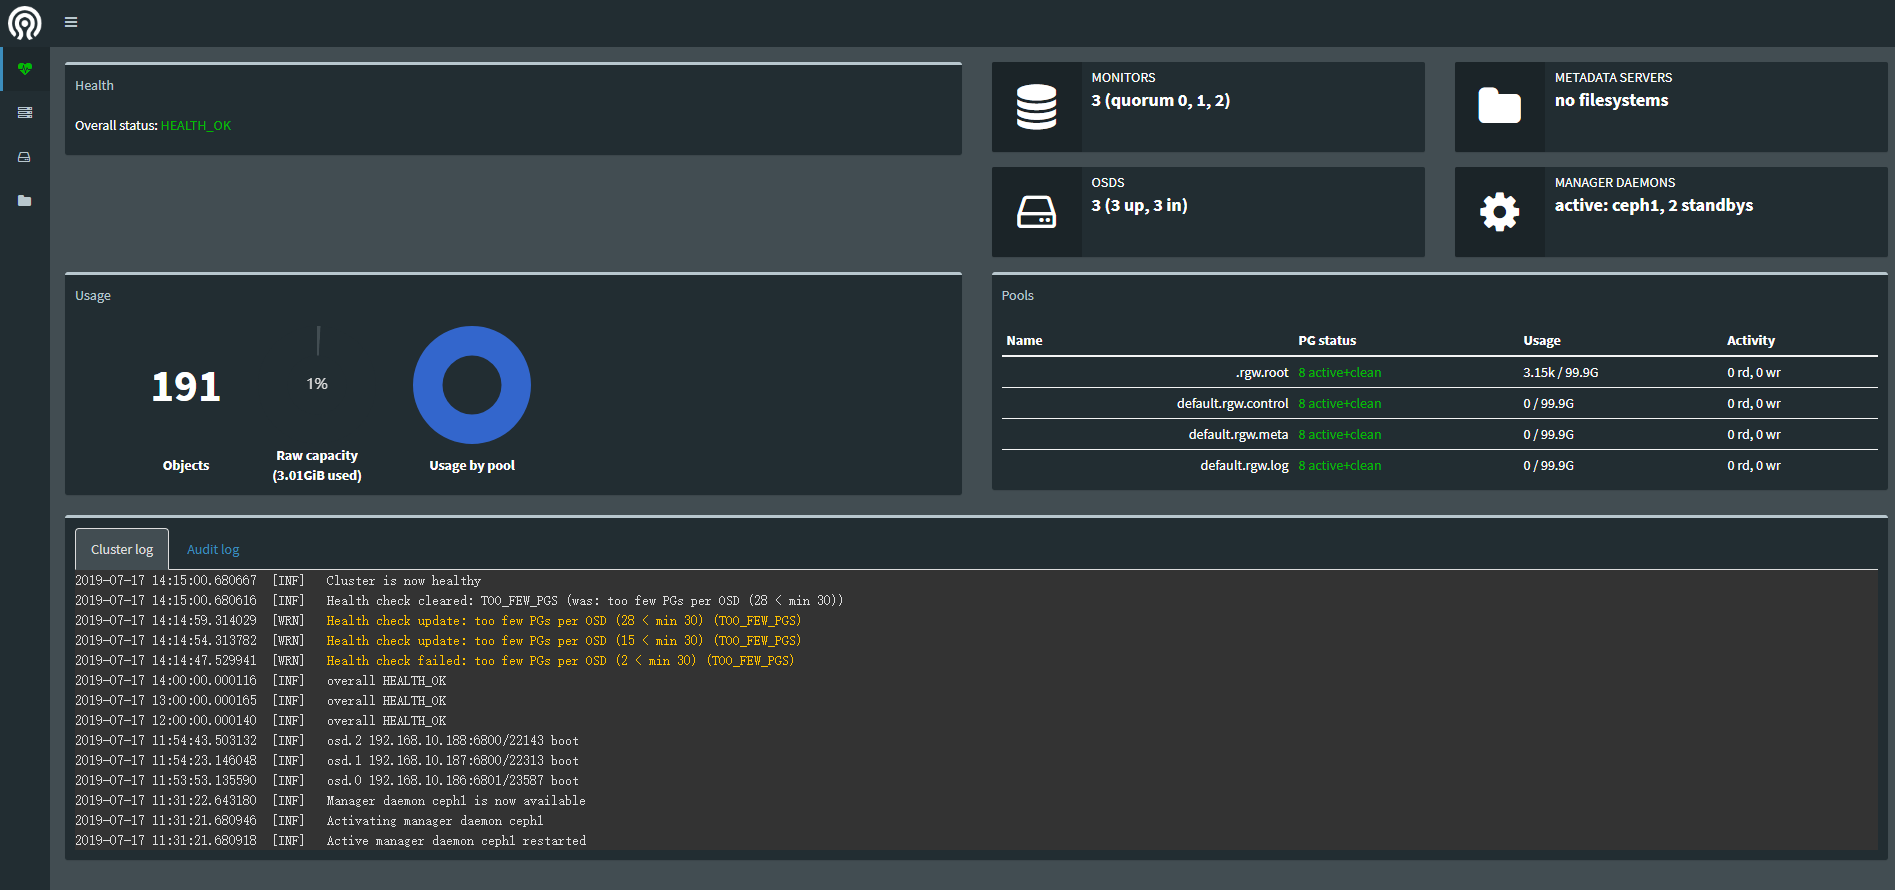 Health
Overall status: HEALTH_OK
MONITORS
3 (quorum 0, 1, 2)
METADATA SERVERS
no filesystems
OSDS
3 (3 up, 3 in)
MANAGER DAEMONS
active: ceph1, 2 standbys
Usage
191
Objects
1%
Raw capacity
(3.01GiB used)
Usage by pool
Pools
Name PG status Usage Activity
.rgw.root 8 active+clean 3.15k / 99.9G 0 rd, 0 wr
default.rgw.control 8 active+clean 0 / 99.9G 0 rd, 0 wr
default.rgw.meta 8 active+clean 0 / 99.9G 0 rd, 0 wr
default.rgw.log 8 active+clean 0 / 99.9G 0 rd, 0 wr
Cluster log Audit log
2019-07-17 14:15:00.680667 [INF] Cluster is now healthy
2019-07-17 14:15:00.680616 [INF] Health check cleared: TOO_FEW_PGS (was: too few PGs per OSD (28 < min 30))
2019-07-17 14:14:59.314029 [WRN] Health check update: too few PGs per OSD (28 < min 30) (TOO_FEW_PGS)
2019-07-17 14:14:54.313782 [WRN] Health check update: too few PGs per OSD (15 < min 30) (TOO_FEW_PGS)
2019-07-17 14:14:47.529941 [WRN] Health check failed: too few PGs per OSD (2 < min 30) (TOO_FEW_PGS)
2019-07-17 14:00:00.000116 [INF] overall HEALTH_OK
2019-07-17 13:00:00.000165 [INF] overall HEALTH_OK
2019-07-17 12:00:00.000140 [INF] overall HEALTH_OK
2019-07-17 11:54:43.503132 [INF] osd.2 192.168.10.188:6800/22143 boot
2019-07-17 11:54:23.146048 [INF] osd.1 192.168.10.187:6800/22313 boot
2019-07-17 11:53:53.135590 [INF] osd.0 192.168.10.186:6801/23587 boot
2019-07-17 11:31:22.643180 [INF] Manager daemon ceph1 is now available
2019-07-17 11:31:21.680946 [INF] Activating manager daemon ceph1
2019-07-17 11:31:21.680918 [INF] Active manager daemon ceph1 restarted